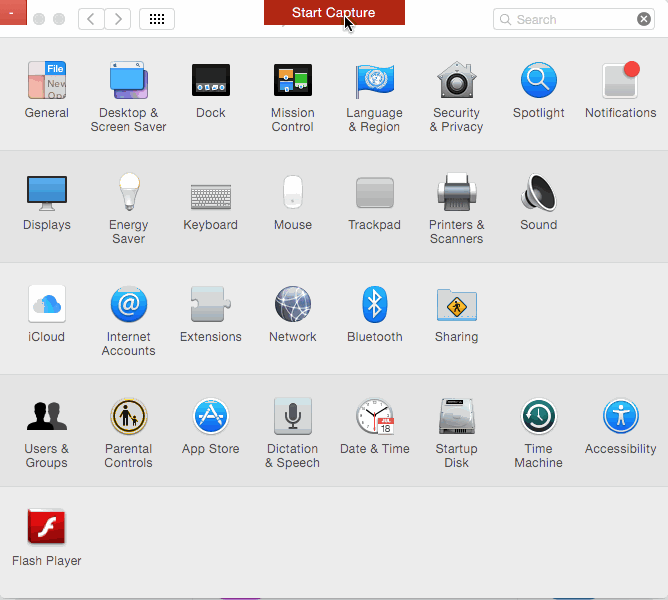 -
Start Capture
Search
File
New
Ope
General
Desktop &
Screen Saver
Dock
Mission
Control
Language
& Region
Security
& Privacy
Spotlight
Notifications
Displays
Energy
Saver
Keyboard
Mouse
Trackpad
Printers &
Scanners
Sound
iCloud
@
Internet
Accounts
Extensions
Network
Bluetooth
Sharing
Users &
Groups
Parental
Controls
App Store
Dictation
& Speech
JUL
18
Date & Time
Startup
Disk
Time
Machine
Accessibility
Flash Player